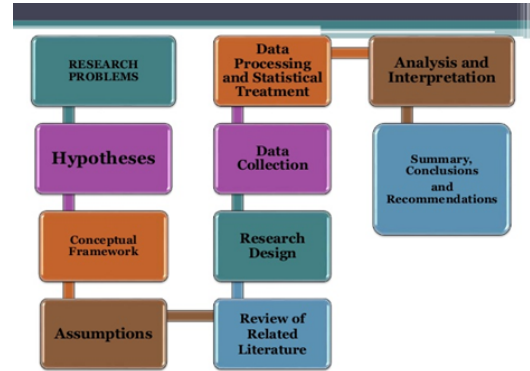 RESEARCH
PROBLEMS
Hypotheses
Conceptual
Framework
Assumptions
Review of
Related
Literature
Research
Design
Data
Collection
Data
Processing
and Statistical
Treatment
Analysis and
Interpretation
Summary,
Conclusions
and
Recommendations